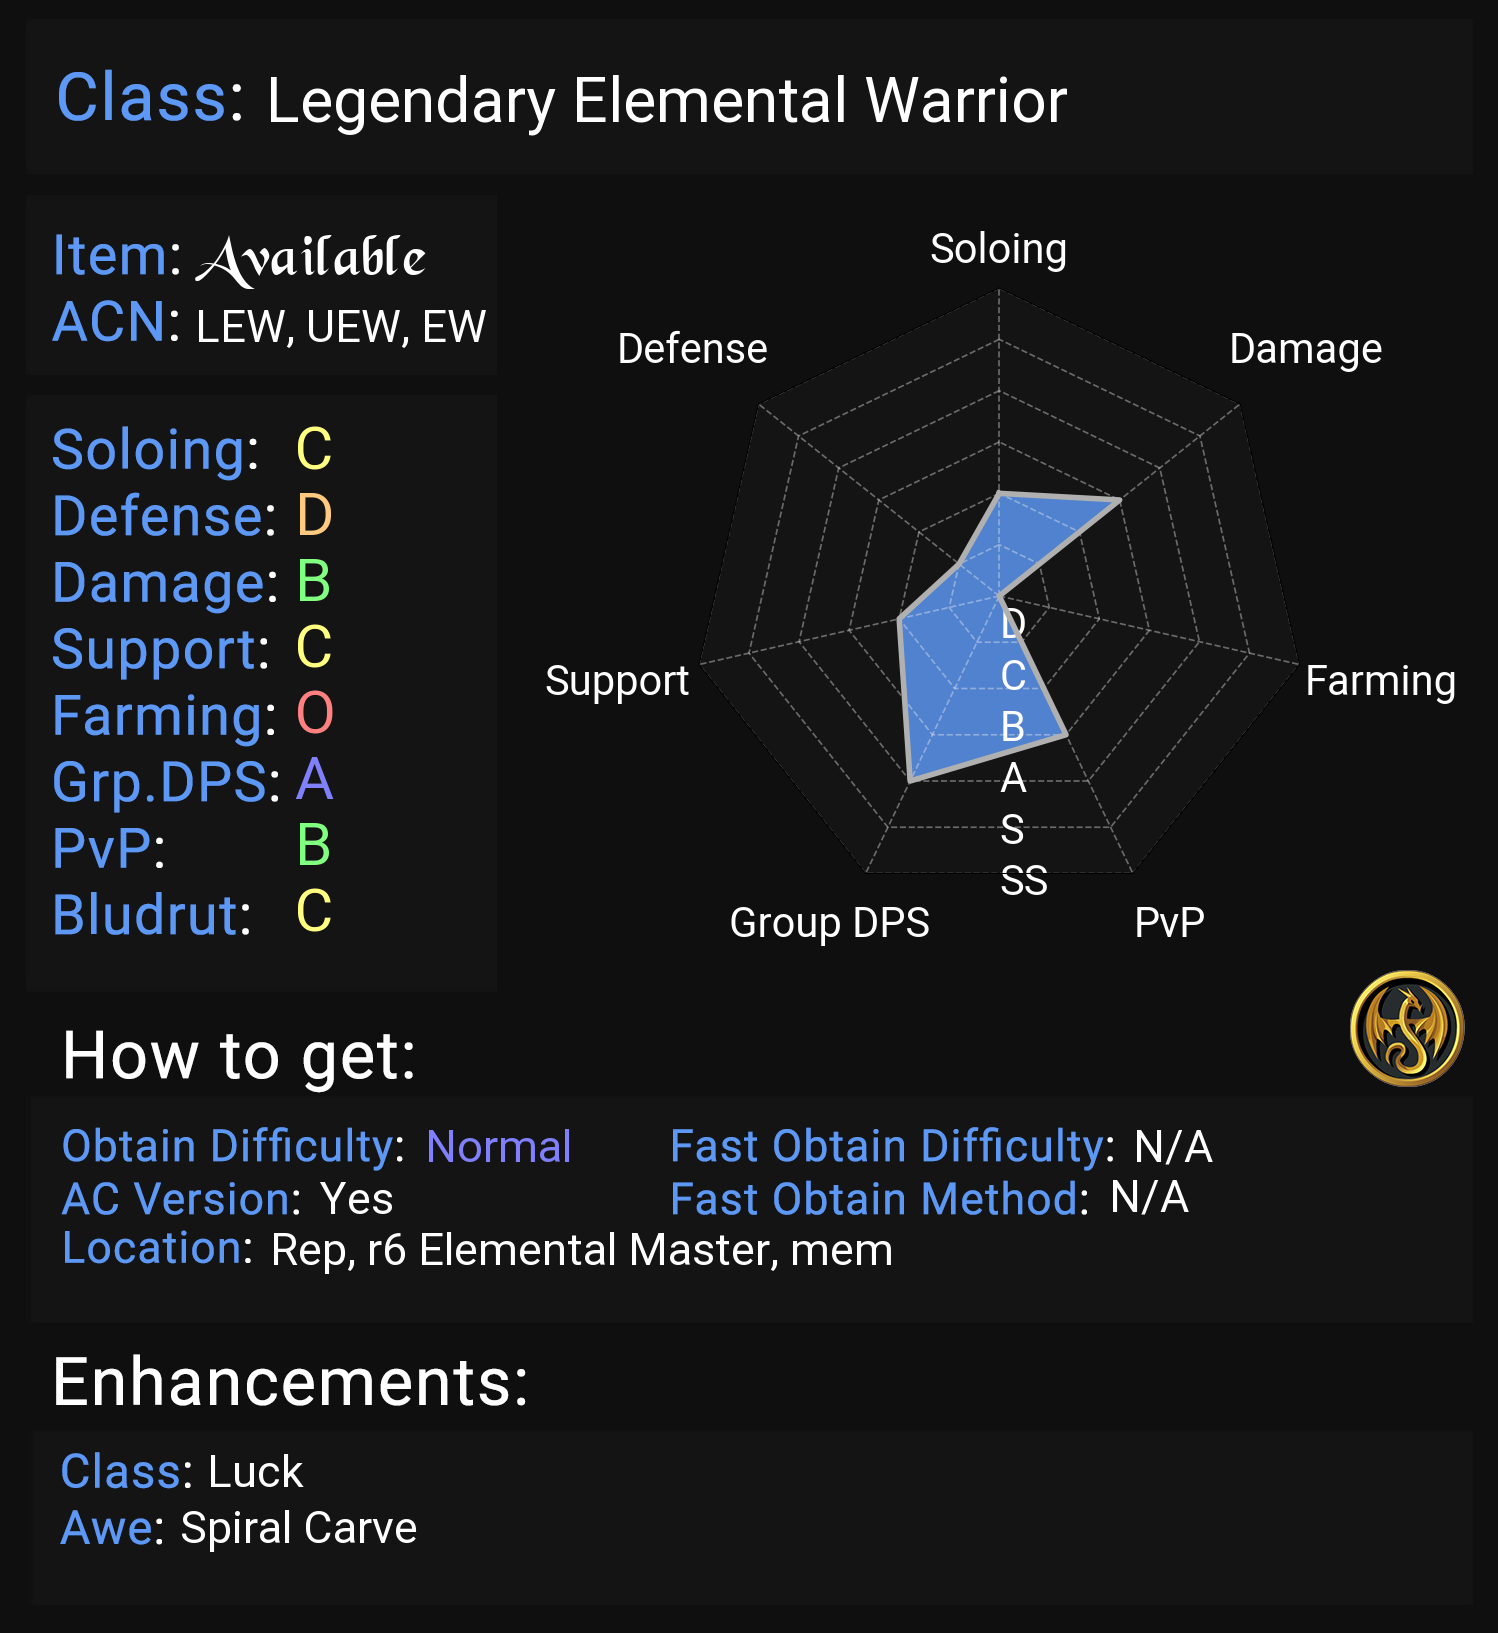 Class: Legendary Elemental Warrior
Item: Available
ACN: LEW, UEW, EW
Soloing: C
Defense: D
Damage: B
Support: C
Farming: O
Grp.DPS: A
PvP: B
Bludrut: C
Soloing
Defense
Damage
Support
Farming
Group DPS
PvP
D
C
B
A
S
SS
How to get:
Obtain Difficulty: Normal
Fast Obtain Difficulty: N/A
AC Version: Yes
Fast Obtain Method: N/A
Location: Rep, r6 Elemental Master, mem
Enhancements:
Class: Luck
Awe: Spiral Carve